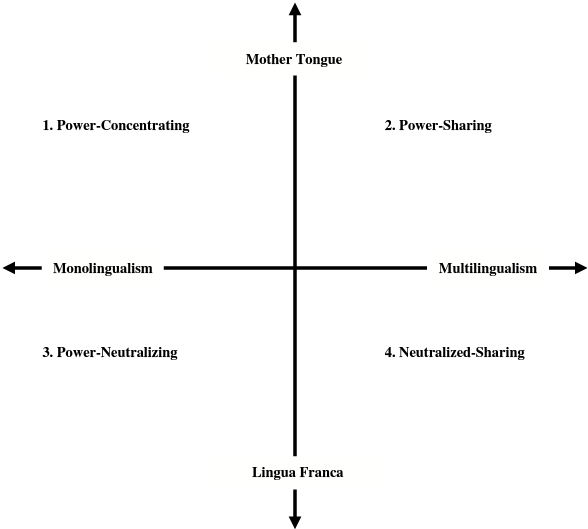 Mother Tongue
1. Power-Concentrating
2. Power-Sharing
Monolingualism
Multilingualism
3. Power-Neutralizing
4. Neutralized-Sharing
Lingua Franca